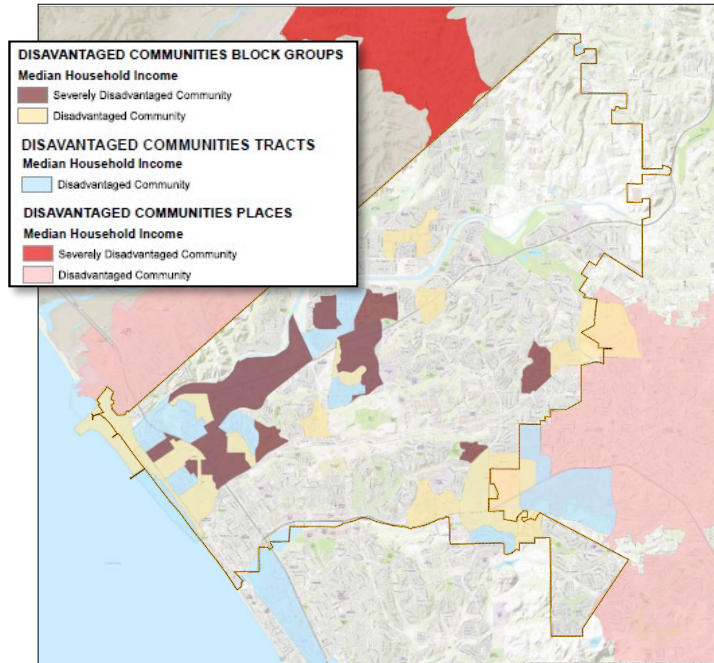 DISAVANTAGED COMMUNITIES BLOCK GROUPS
Median Household Income
Severely Disadvantaged Community
Disadvantaged Community
DISAVANTAGED COMMUNITIES TRACTS
Median Household Income
Disadvantaged Community
DISAVANTAGED COMMUNITIES PLACES
Median Household Income
Severely Disadvantaged Community
Disadvantaged Community